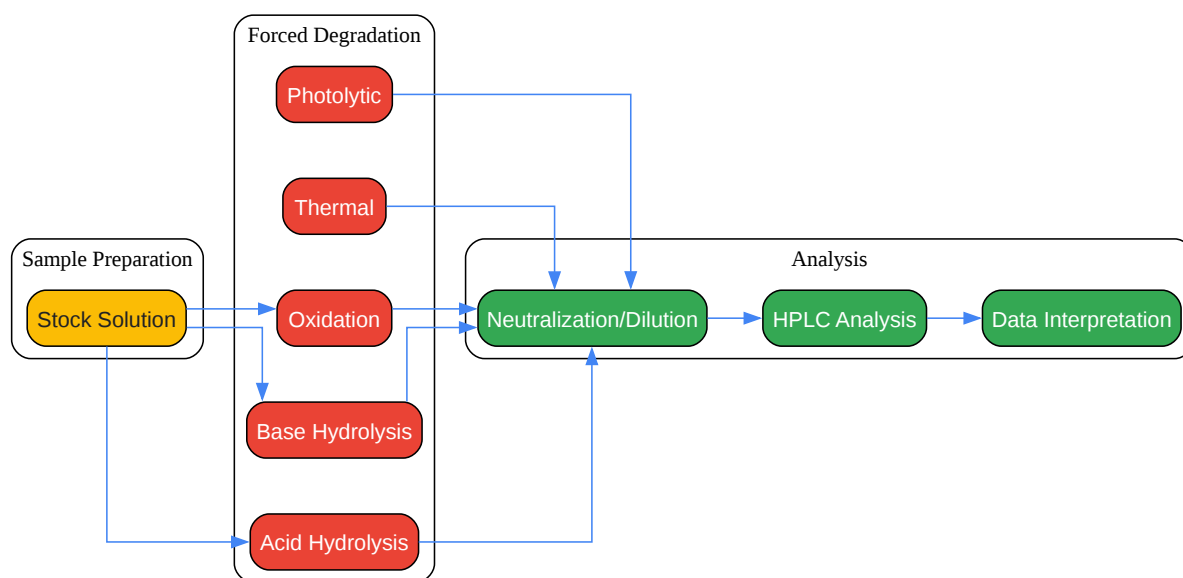 Forced Degradation
Photolytic
Thermal
Sample Preparation
Analysis
Stock Solution
Oxidation
Neutralization/Dilution
HPLC Analysis
Data Interpretation
Base Hydrolysis
Acid Hydrolysis